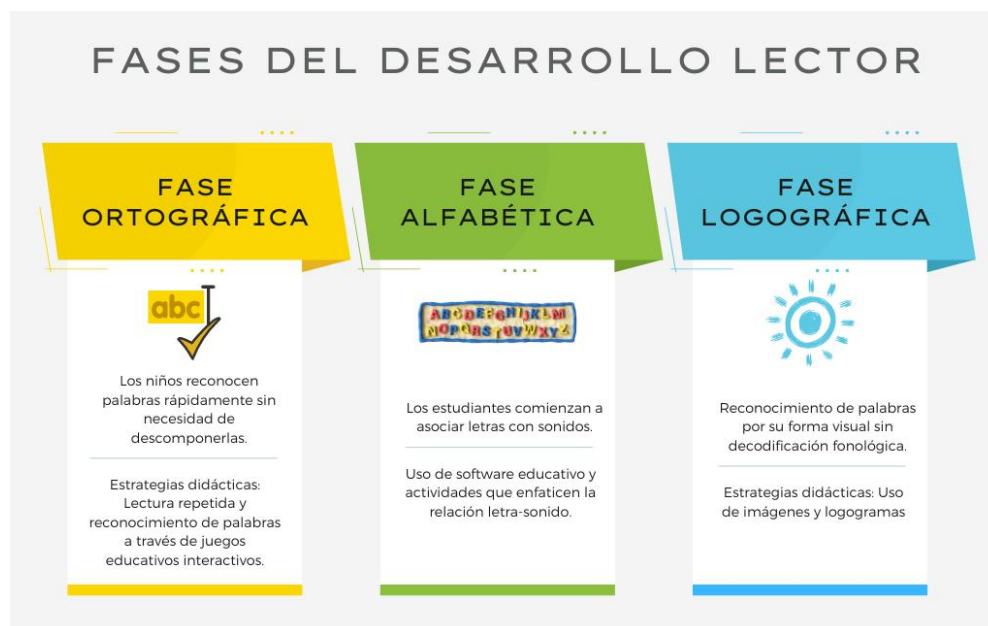 FASES DEL DESARROLLO LECTOR
FASE
ORTOGRÁFICA
abc
Los niños reconocen
palabras rápidamente sin
necesidad de
descomponerlas.
Estrategias didácticas:
Lectura repetida y
reconocimiento de palabras
a través de juegos
educativos interactivos.
FASE
ALFABÉTICA
ABCDEFGHIJKLM
NOPQRSTUVWXYZ
Los estudiantes comienzan a
asociar letras con sonidos.
Uso de software educativo y
actividades que enfaticen la
relación letra-sonido.
FASE
LOGOGRÁFICA
Reconocimiento de palabras
por su forma visual sin
decodificación fonológica.
Estrategias didácticas: Uso
de imágenes y logogramas